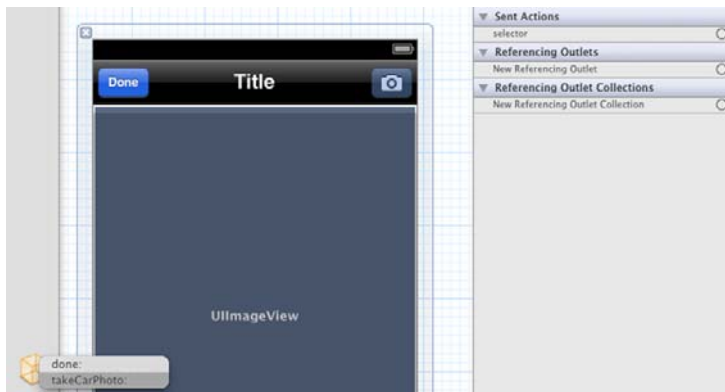 Sent Actions
selector
Referencing Outlets
New Referencing Outlet
Referencing Outlet Collections
New Referencing Outlet Collection
Done
Title
UIImageView
done:
takeCarPhoto: